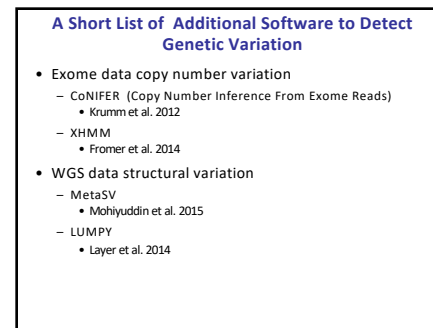 A Short List of Additional Software to Detect
Genetic Variation
• Exome data copy number variation
– CoNIFER (Copy Number Inference From Exome Reads)
• Krumm et al. 2012
– XHMM
• Fromer et al. 2014
• WGS data structural variation
– MetaSV
• Mohiyuddin et al. 2015
– LUMPY
• Layer et al. 2014